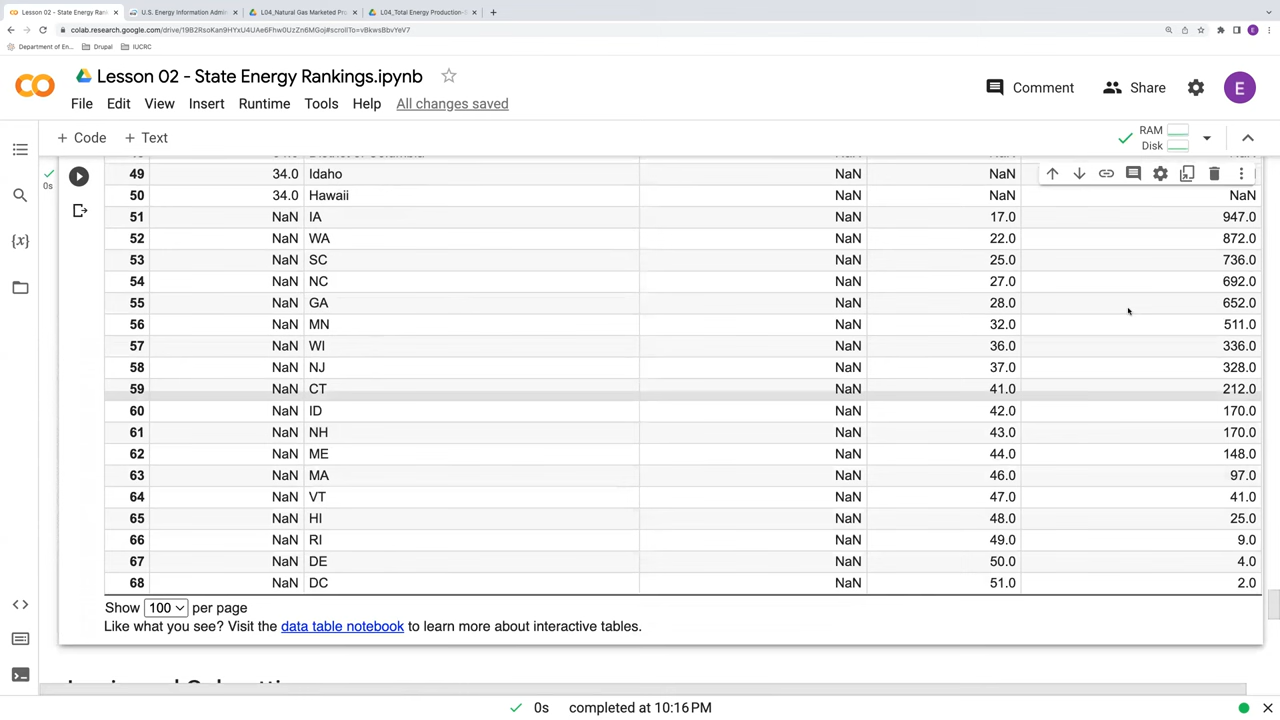 Lesson 02 - State Energy Rank
U.S. Energy Information Admin
L04_Natural Gas Marketed Pro
L04_Total Energy Production-S
colab.research.google.com/drive/19B2RsoKan9HYxU4UAe6Fhw0UzZn6MGoj#scrollTo=vBkwsBbvYeV7
Department of En...
Drupal
IUCRC
Lesson 02 - State Energy Rankings.ipynb
File Edit View Insert Runtime Tools Help All changes saved
Comment
Share
E
+ Code + Text
RAM
Disk
49 34.0 Idaho NaN NaN
50 34.0 Hawaii NaN NaN NaN
51 NaN IA NaN 17.0 947.0
52 NaN WA NaN 22.0 872.0
53 NaN SC NaN 25.0 736.0
54 NaN NC NaN 27.0 692.0
55 NaN GA NaN 28.0 652.0
56 NaN MN NaN 32.0 511.0
57 NaN WI NaN 36.0 336.0
58 NaN NJ NaN 37.0 328.0
59 NaN CT NaN 41.0 212.0
60 NaN ID NaN 42.0 170.0
61 NaN NH NaN 43.0 170.0
62 NaN ME NaN 44.0 148.0
63 NaN MA NaN 46.0 97.0
64 NaN VT NaN 47.0 41.0
65 NaN HI NaN 48.0 25.0
66 NaN RI NaN 49.0 9.0
67 NaN DE NaN 50.0 4.0
68 NaN DC NaN 51.0 2.0
0s
{x}
Show 100 per page
Like what you see? Visit the data table notebook to learn more about interactive tables.
0s completed at 10:16 PM